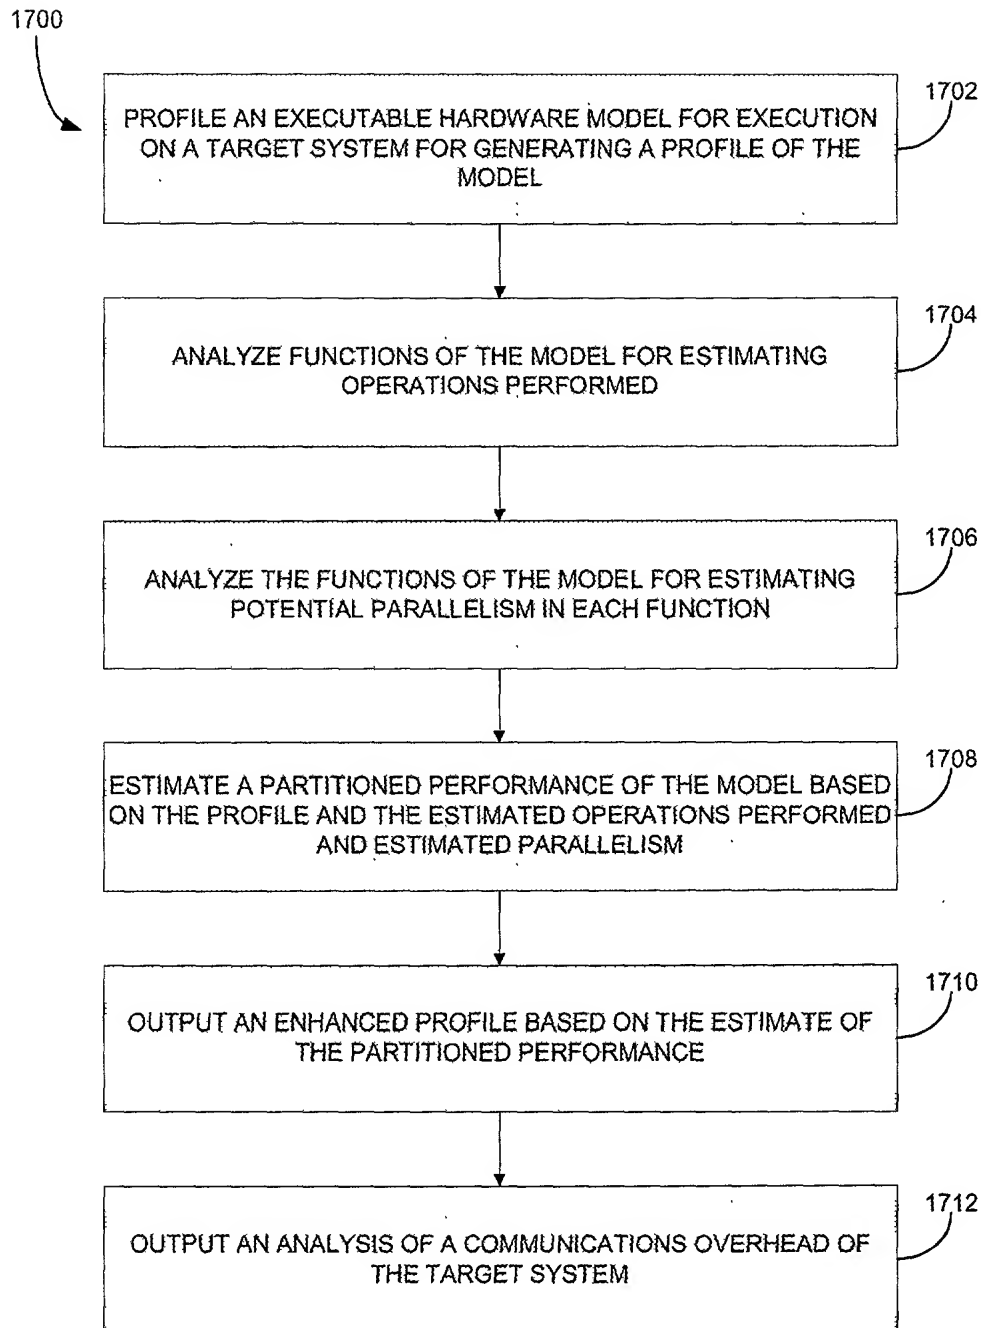 1700
1702
PROFILE AN EXECUTABLE HARDWARE MODEL FOR EXECUTION
ON A TARGET SYSTEM FOR GENERATING A PROFILE OF THE
MODEL
1704
ANALYZE FUNCTIONS OF THE MODEL FOR ESTIMATING
OPERATIONS PERFORMED
1706
ANALYZE THE FUNCTIONS OF THE MODEL FOR ESTIMATING
POTENTIAL PARALLELISM IN EACH FUNCTION
1708
ESTIMATE A PARTITIONED PERFORMANCE OF THE MODEL BASED
ON THE PROFILE AND THE ESTIMATED OPERATIONS PERFORMED
AND ESTIMATED PARALLELISM
1710
OUTPUT AN ENHANCED PROFILE BASED ON THE ESTIMATE OF
THE PARTITIONED PERFORMANCE
1712
OUTPUT AN ANALYSIS OF A COMMUNICATIONS OVERHEAD OF
THE TARGET SYSTEM